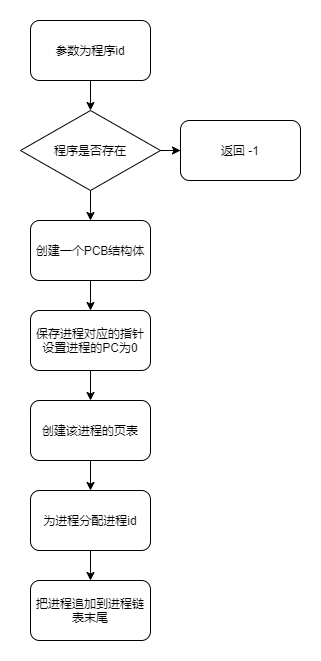 参数为程序id
程序是否存在
返回 -1
创建一个PCB结构体
保存进程对应的指针
设置进程的PC为0
创建该进程的页表
为进程分配进程id
把进程追加到进程链
表末尾